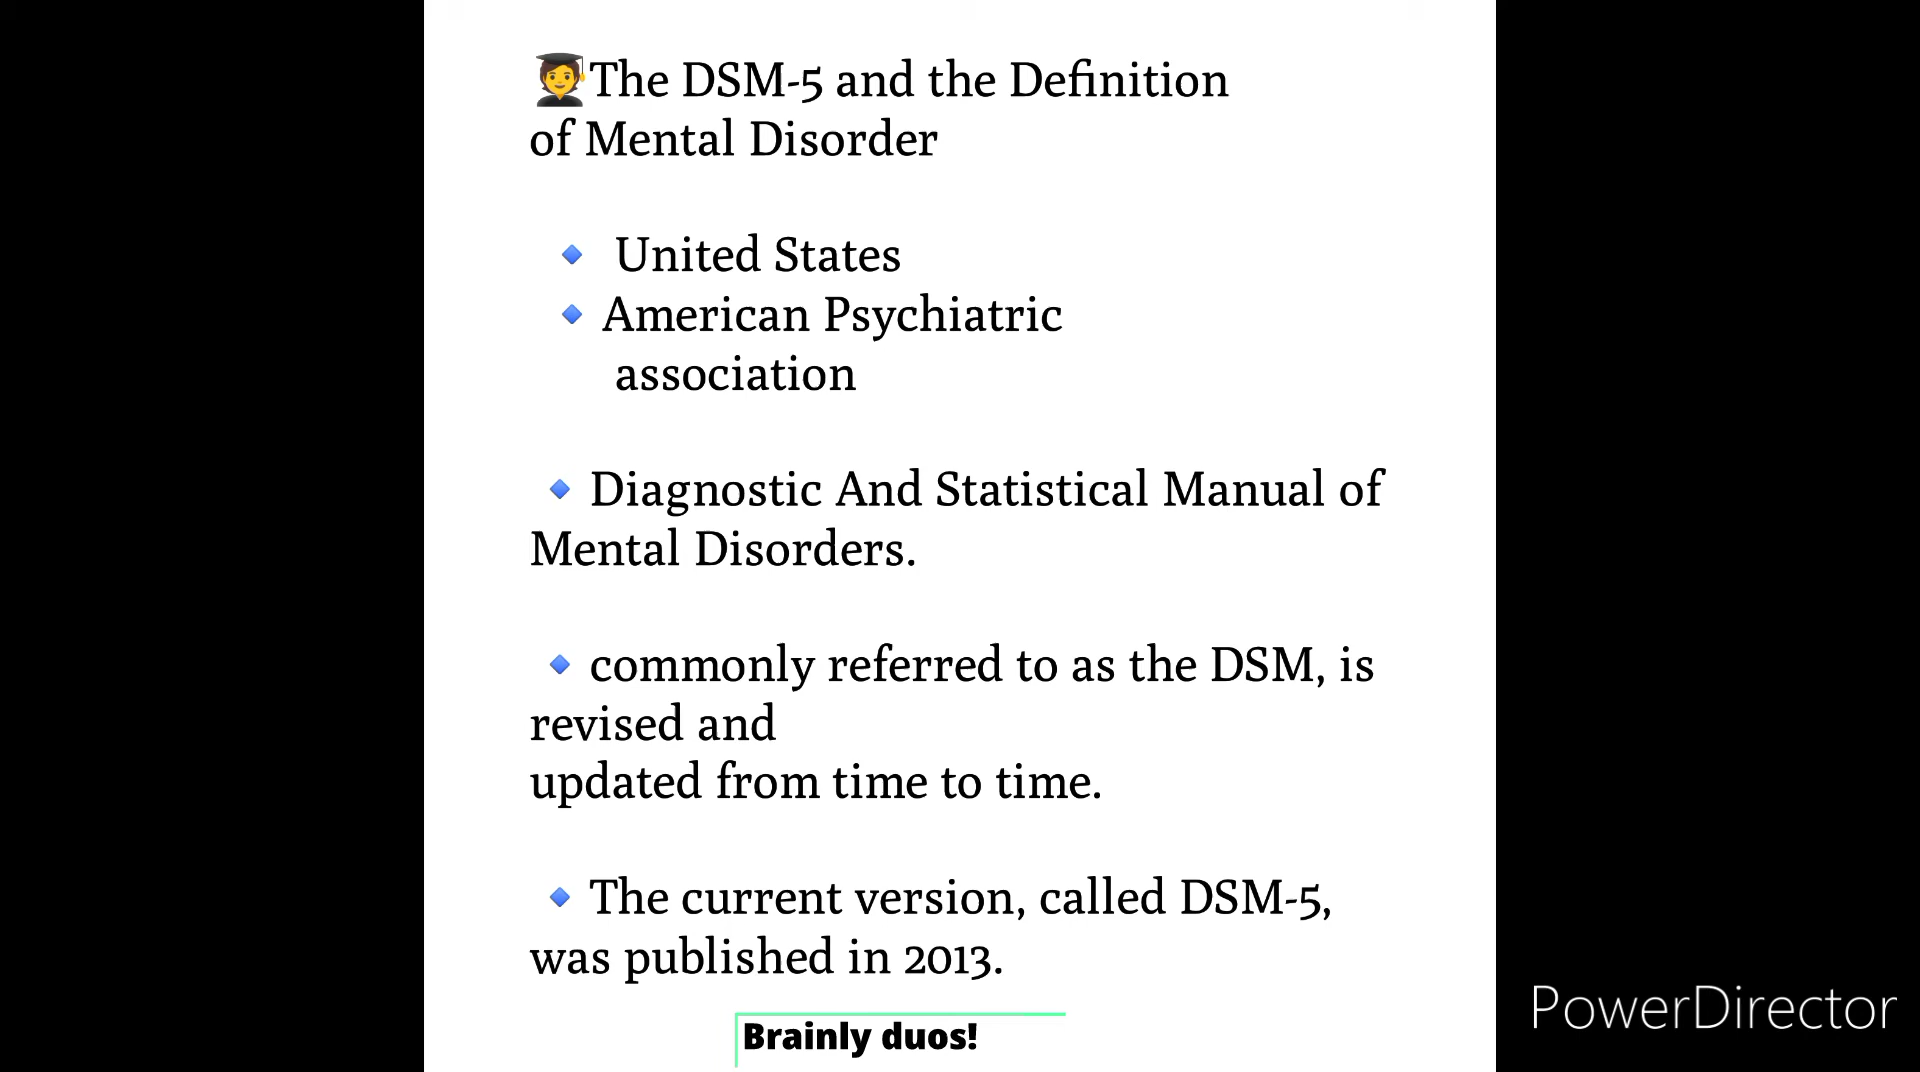 🧑‍🎓The DSM-5 and the Definition
of Mental Disorder
🔹 United States
🔹 American Psychiatric
association
🔹 Diagnostic And Statistical Manual of
Mental Disorders.
🔹 commonly referred to as the DSM, is
revised and
updated from time to time.
🔹 The current version, called DSM-5,
was published in 2013.
Brainly duos!
PowerDirector